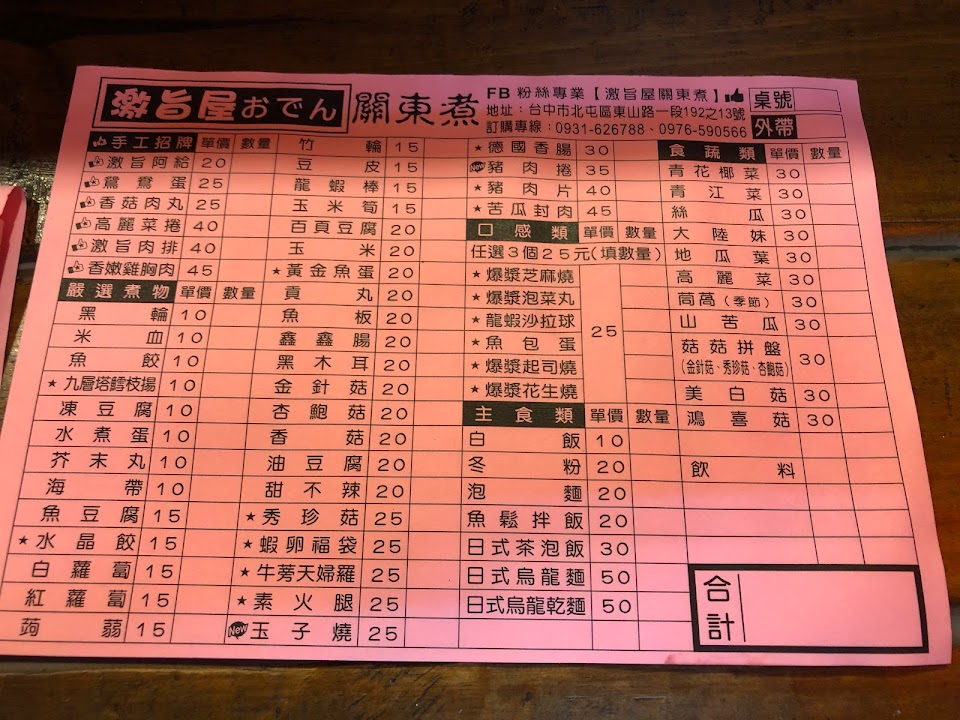 激旨屋おでん 關東煮
FB 粉絲專業【激旨屋關東煮】
地址：台中市北屯區東山路一段192之13號
訂購專線：0931-626788、0976-590566
桌號
外帶
手工招牌 單價 數量
激旨阿給 20
鴛鴦蛋 25
香菇肉丸 25
高麗菜捲 40
激旨肉排 40
香嫩雞胸肉 45
嚴選煮物 單價 數量
黑輪 10
米血 10
魚餃 10
★九層塔鱈枝揚 10
凍豆腐 10
水煮蛋 10
芥末丸 10
海帶 10
魚豆腐 15
★水晶餃 15
白蘿蔔 15
紅蘿蔔 15
蒟蒻 15
竹輪 15
豆皮 15
龍蝦棒 15
玉米筍 15
百頁豆腐 20
玉米 20
★黃金魚蛋 20
貢丸 20
魚板 20
鑫鑫腸 20
黑木耳 20
金針菇 20
杏鮑菇 20
香菇 20
油豆腐 20
甜不辣 20
★秀珍菇 25
★蝦卵福袋 25
★牛蒡天婦羅 25
★素火腿 25
New 玉子燒 25
★德國香腸 30
New 豬肉捲 35
★豬肉片 40
★苦瓜封肉 45
口感類 單價 數量
任選3個25元(填數量)
★爆漿芝麻燒
★爆漿泡菜丸
★龍蝦沙拉球
★魚包蛋
★爆漿起司燒
★爆漿花生燒
25
主食類 單價 數量
白飯 10
冬粉 20
泡麵 20
魚鬆拌飯 20
日式茶泡飯 30
日式烏龍麵 50
日式烏龍乾麵 50
食蔬類 單價 數量
青花椰菜 30
青江菜 30
絲瓜 30
大陸妹 30
地瓜葉 30
高麗菜 30
茼萵(季節) 30
山苦瓜 30
菇菇拼盤 30
(金針菇、秀珍菇、杏鮑菇)
美白菇 30
鴻喜菇 30
飲料
合計